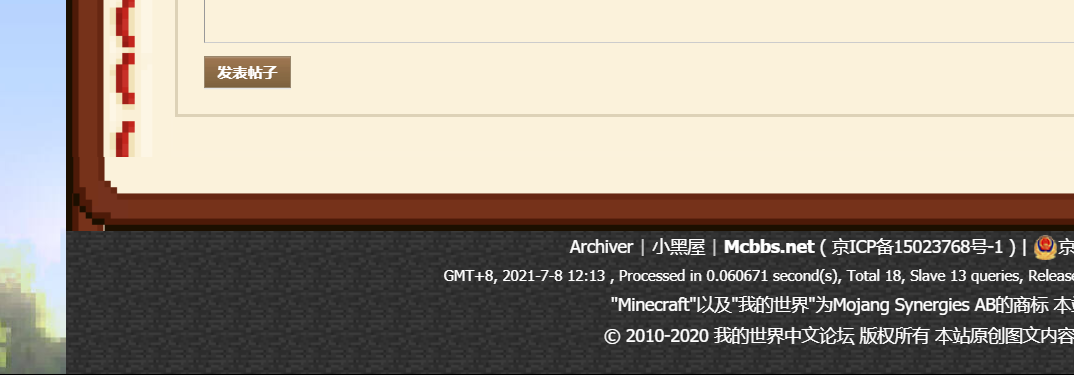 发表帖子
Archiver | 小黑屋 | Mcbbs.net ( 京ICP备15023768号-1 ) | 京
GMT+8, 2021-7-8 12:13 , Processed in 0.060671 second(s), Total 18, Slave 13 queries, Release
"Minecraft"以及"我的世界"为Mojang Synergies AB的商标 本站
© 2010-2020 我的世界中文论坛 版权所有 本站原创图文内容